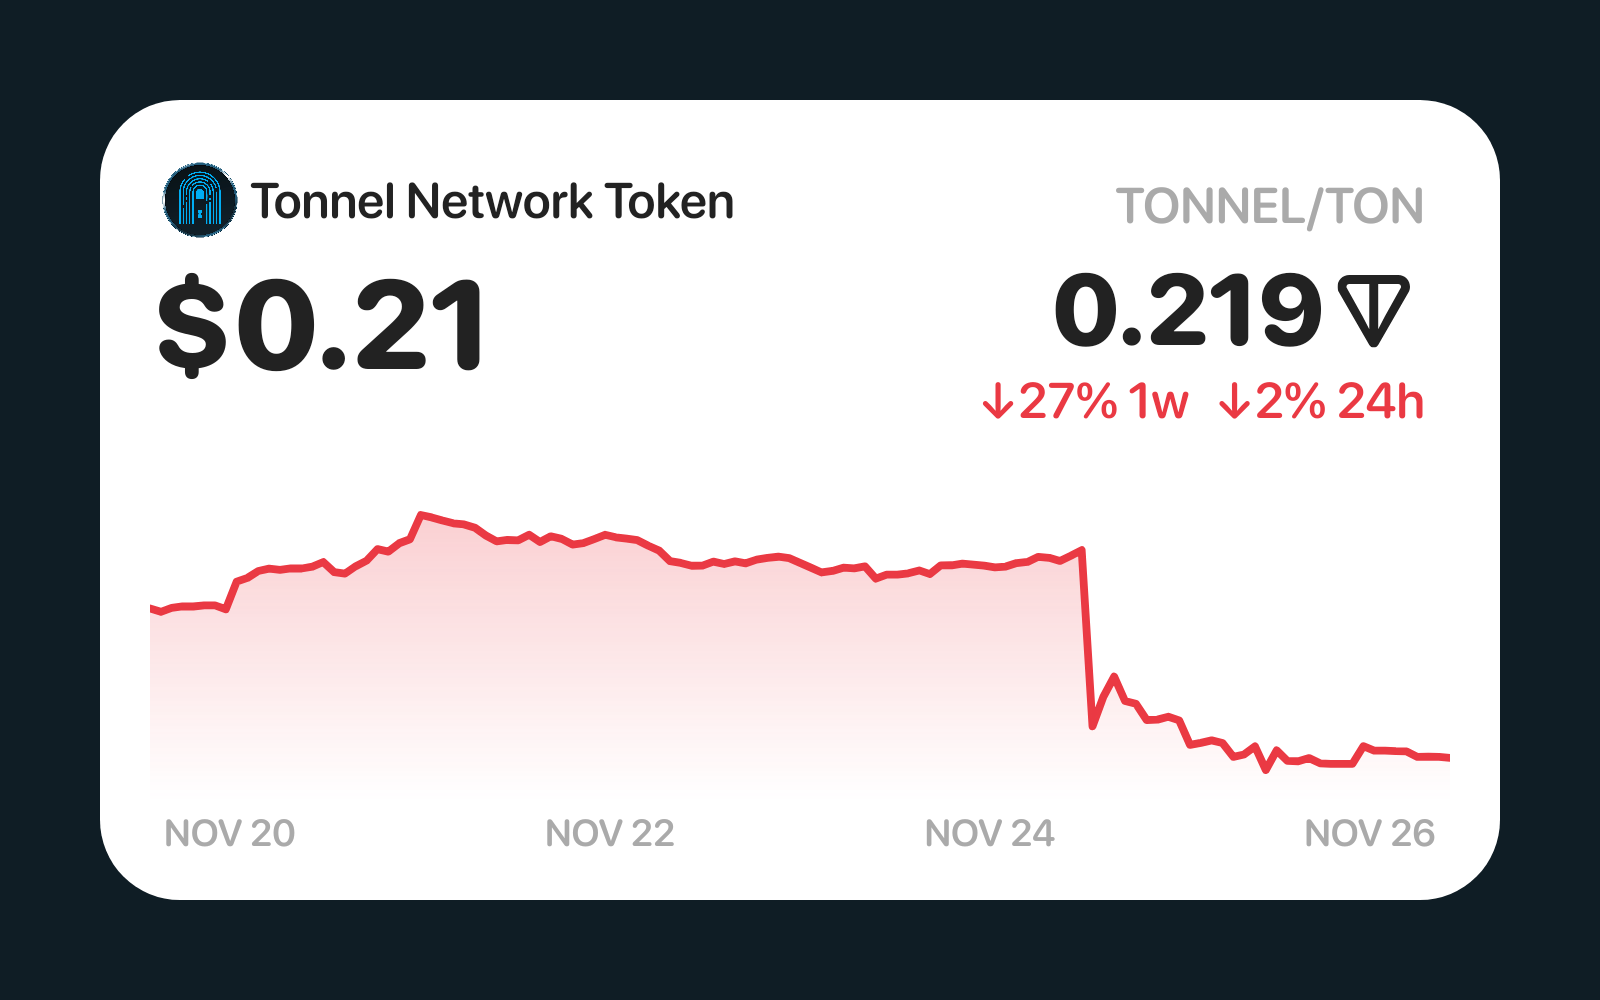 Tonnel Network Token
TONNEL/TON
$0.21
0.219
↓27% 1w ↓2% 24h
NOV 20 NOV 22 NOV 24 NOV 26